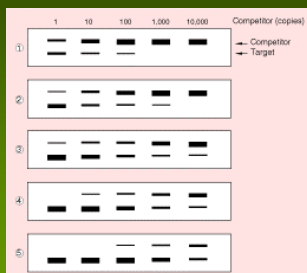 1 10 100 1,000 10,000 Competitor (copies)
① Competitor
Target
②
③
④
⑤